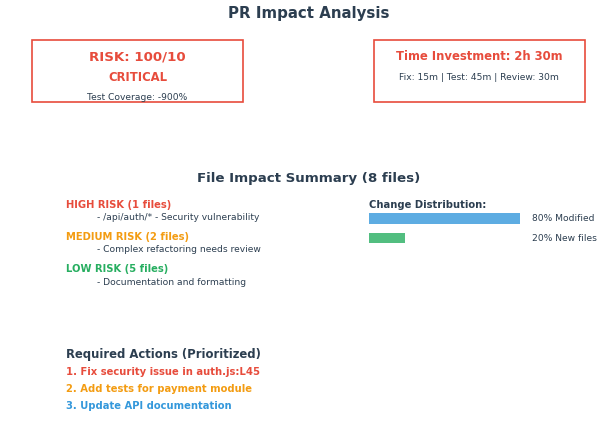 PR Impact Analysis
RISK: 100/10
CRITICAL
Test Coverage: -900%
Time Investment: 2h 30m
Fix: 15m | Test: 45m | Review: 30m
File Impact Summary (8 files)
HIGH RISK (1 files)
- /api/auth/* - Security vulnerability
MEDIUM RISK (2 files)
- Complex refactoring needs review
LOW RISK (5 files)
- Documentation and formatting
Change Distribution:
80% Modified
20% New files
Required Actions (Prioritized)
1. Fix security issue in auth.js:L45
2. Add tests for payment module
3. Update API documentation